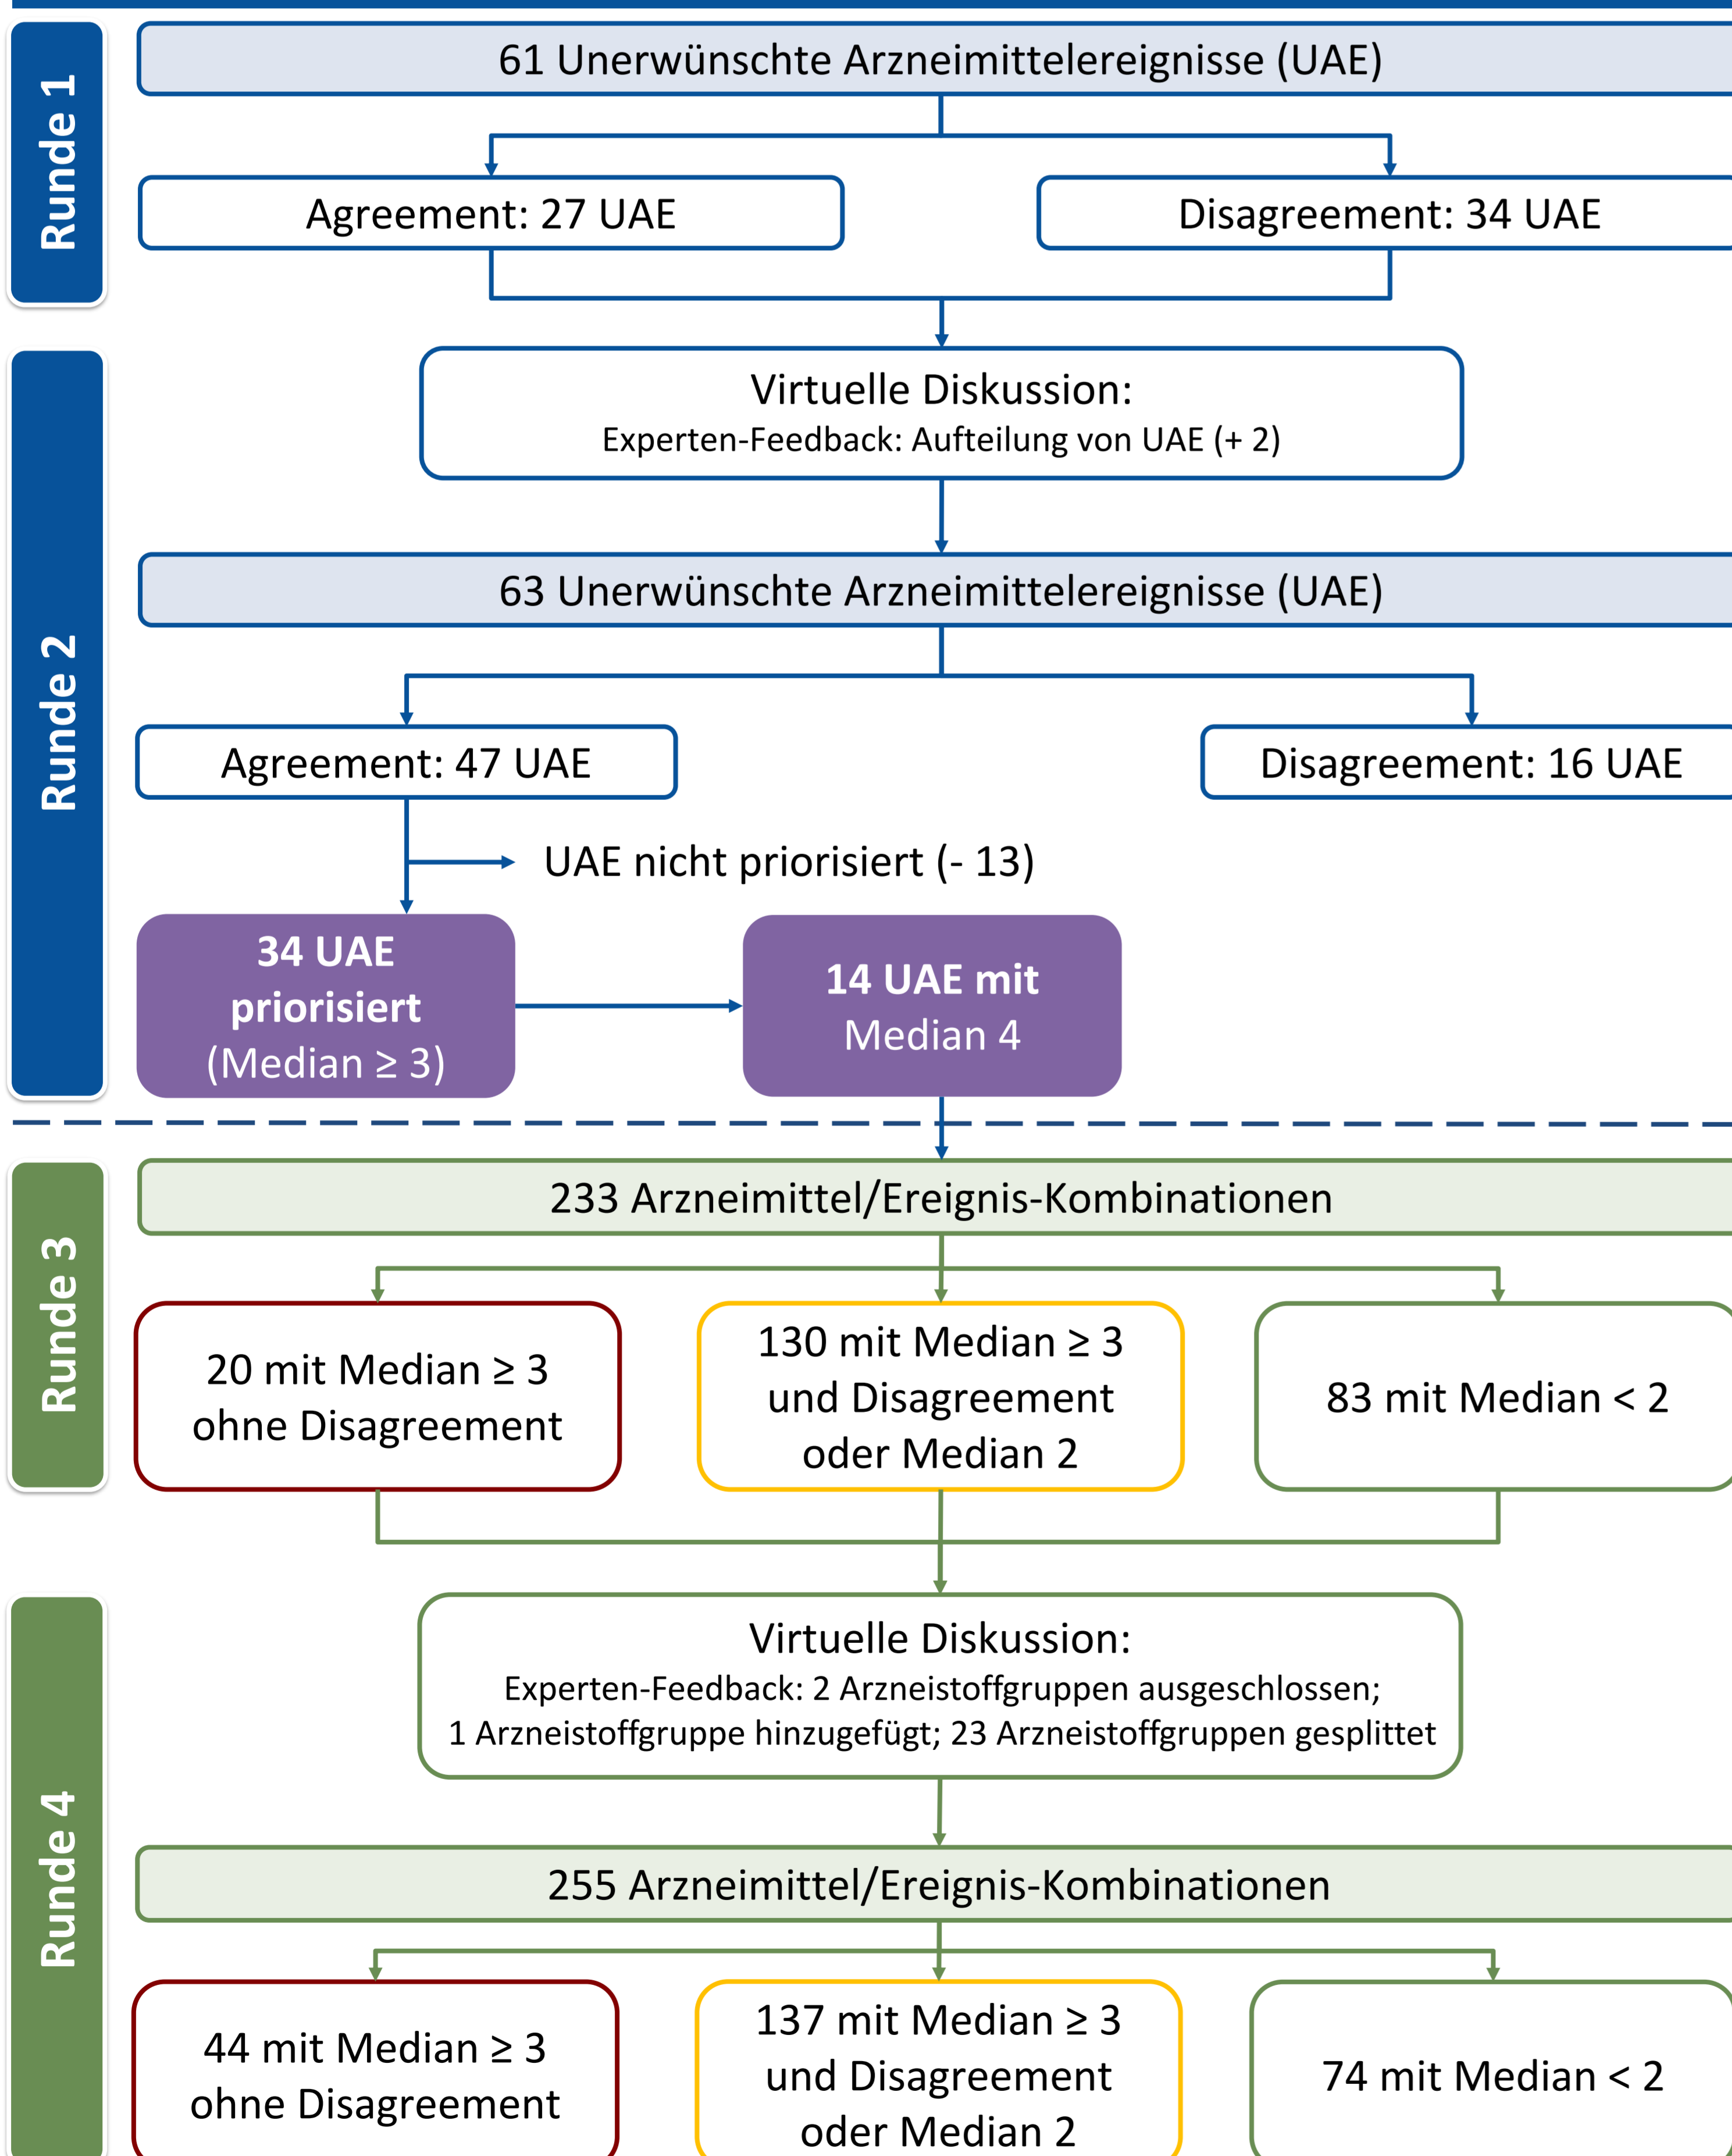 Runde 1
61 Unerwünschte Arzneimittelereignisse (UAE)
Agreement: 27 UAE
Disagreement: 34 UAE
Runde 2
Virtuelle Diskussion:
Experten-Feedback: Aufteilung von UAE (+ 2)
63 Unerwünschte Arzneimittelereignisse (UAE)
Agreement: 47 UAE
Disagreement: 16 UAE
UAE nicht priorisiert (- 13)
34 UAE
priorisiert
(Median ≥ 3)
14 UAE mit
Median 4
Runde 3
233 Arzneimittel/Ereignis-Kombinationen
20 mit Median ≥ 3
ohne Disagreement
130 mit Median ≥ 3
und Disagreement
oder Median 2
83 mit Median < 2
Runde 4
Virtuelle Diskussion:
Experten-Feedback: 2 Arzneistoffgruppen ausgeschlossen;
1 Arzneistoffgruppe hinzugefügt; 23 Arzneistoffgruppen gesplittet
255 Arzneimittel/Ereignis-Kombinationen
44 mit Median ≥ 3
ohne Disagreement
137 mit Median ≥ 3
und Disagreement
oder Median 2
74 mit Median < 2